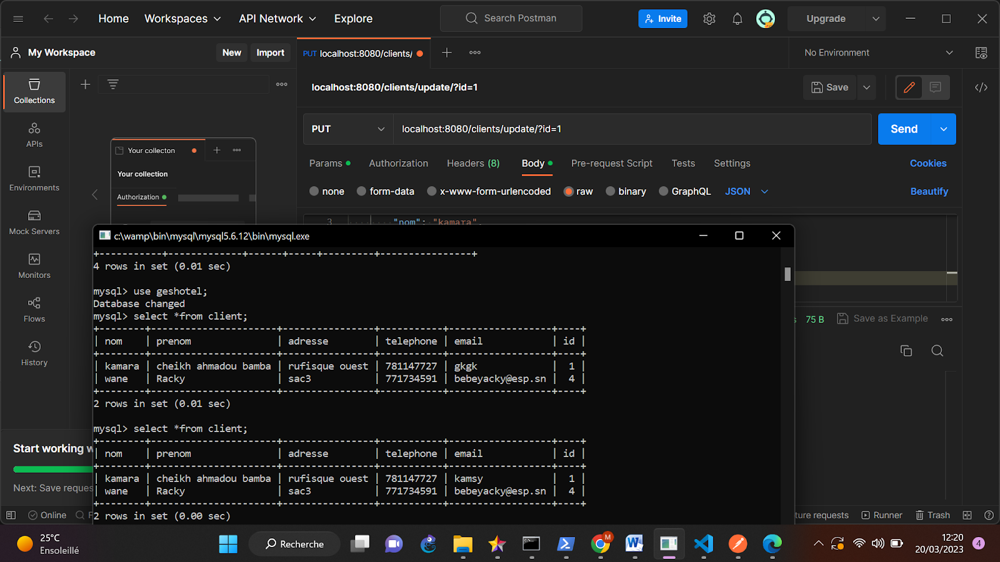 Home Workspaces API Network Explore Search Postman Invite Upgrade
My Workspace New Import PUT localhost:8080/clients/ No Environment
Collections
localhost:8080/clients/update/?id=1 Save
APIs
PUT localhost:8080/clients/update/?id=1 Send
Your collecton
Your collection
Authorization
Params Authorization Headers (8) Body Pre-request Script Tests Settings Cookies
Environments
none form-data x-www-form-urlencoded raw binary GraphQL JSON Beautify
3 "nom": "kamara",
Mock Servers
Monitors
Flows
History
c:\wamp\bin\mysql\mysql5.6.12\bin\mysql.exe
+-----------+-------------+------+-----+---------+----------------+
4 rows in set (0.01 sec)
mysql> use geshotel;
Database changed
mysql> select *from client;
+--------+----------------------+----------------+-----------+------------------+----+
| nom    | prenom               | adresse        | telephone | email            | id |
+--------+----------------------+----------------+-----------+------------------+----+
| kamara | cheikh ahmadou bamba | rufisque ouest | 781147727 | gkgk             |  1 |
| wane   | Racky                | sac3           | 771734591 | bebeyacky@esp.sn |  4 |
+--------+----------------------+----------------+-----------+------------------+----+
2 rows in set (0.01 sec)
mysql> select *from client;
+--------+----------------------+----------------+-----------+------------------+----+
| nom    | prenom               | adresse        | telephone | email            | id |
+--------+----------------------+----------------+-----------+------------------+----+
| kamara | cheikh ahmadou bamba | rufisque ouest | 781147727 | kamsy            |  1 |
| wane   | Racky                | sac3           | 771734591 | bebeyacky@esp.sn |  4 |
+--------+----------------------+----------------+-----------+------------------+----+
2 rows in set (0.00 sec)
s 75 B Save as Example
Start working w
Next: Save reques
Online F ture requests Runner Trash
25°C
Ensoleillé
Recherche
M
12:20
20/03/2023
4